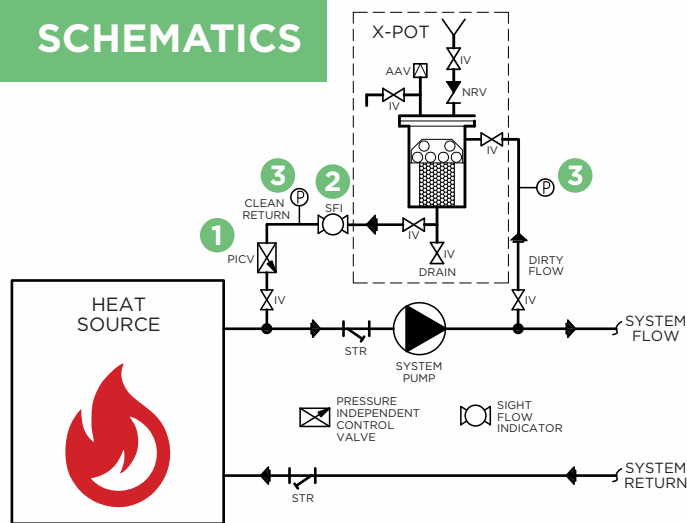 SCHEMATICS
X-POT
AAV
IV
IV
NRV
IV
3
2
3
CLEAN
RETURN
SFI
P
P
1
PICV
IV
IV
DRAIN
DIRTY
FLOW
IV
IV
HEAT
SOURCE
STR
SYSTEM
PUMP
SYSTEM
FLOW
PRESSURE
INDEPENDENT
CONTROL
VALVE
SIGHT
FLOW
INDICATOR
STR
SYSTEM
RETURN